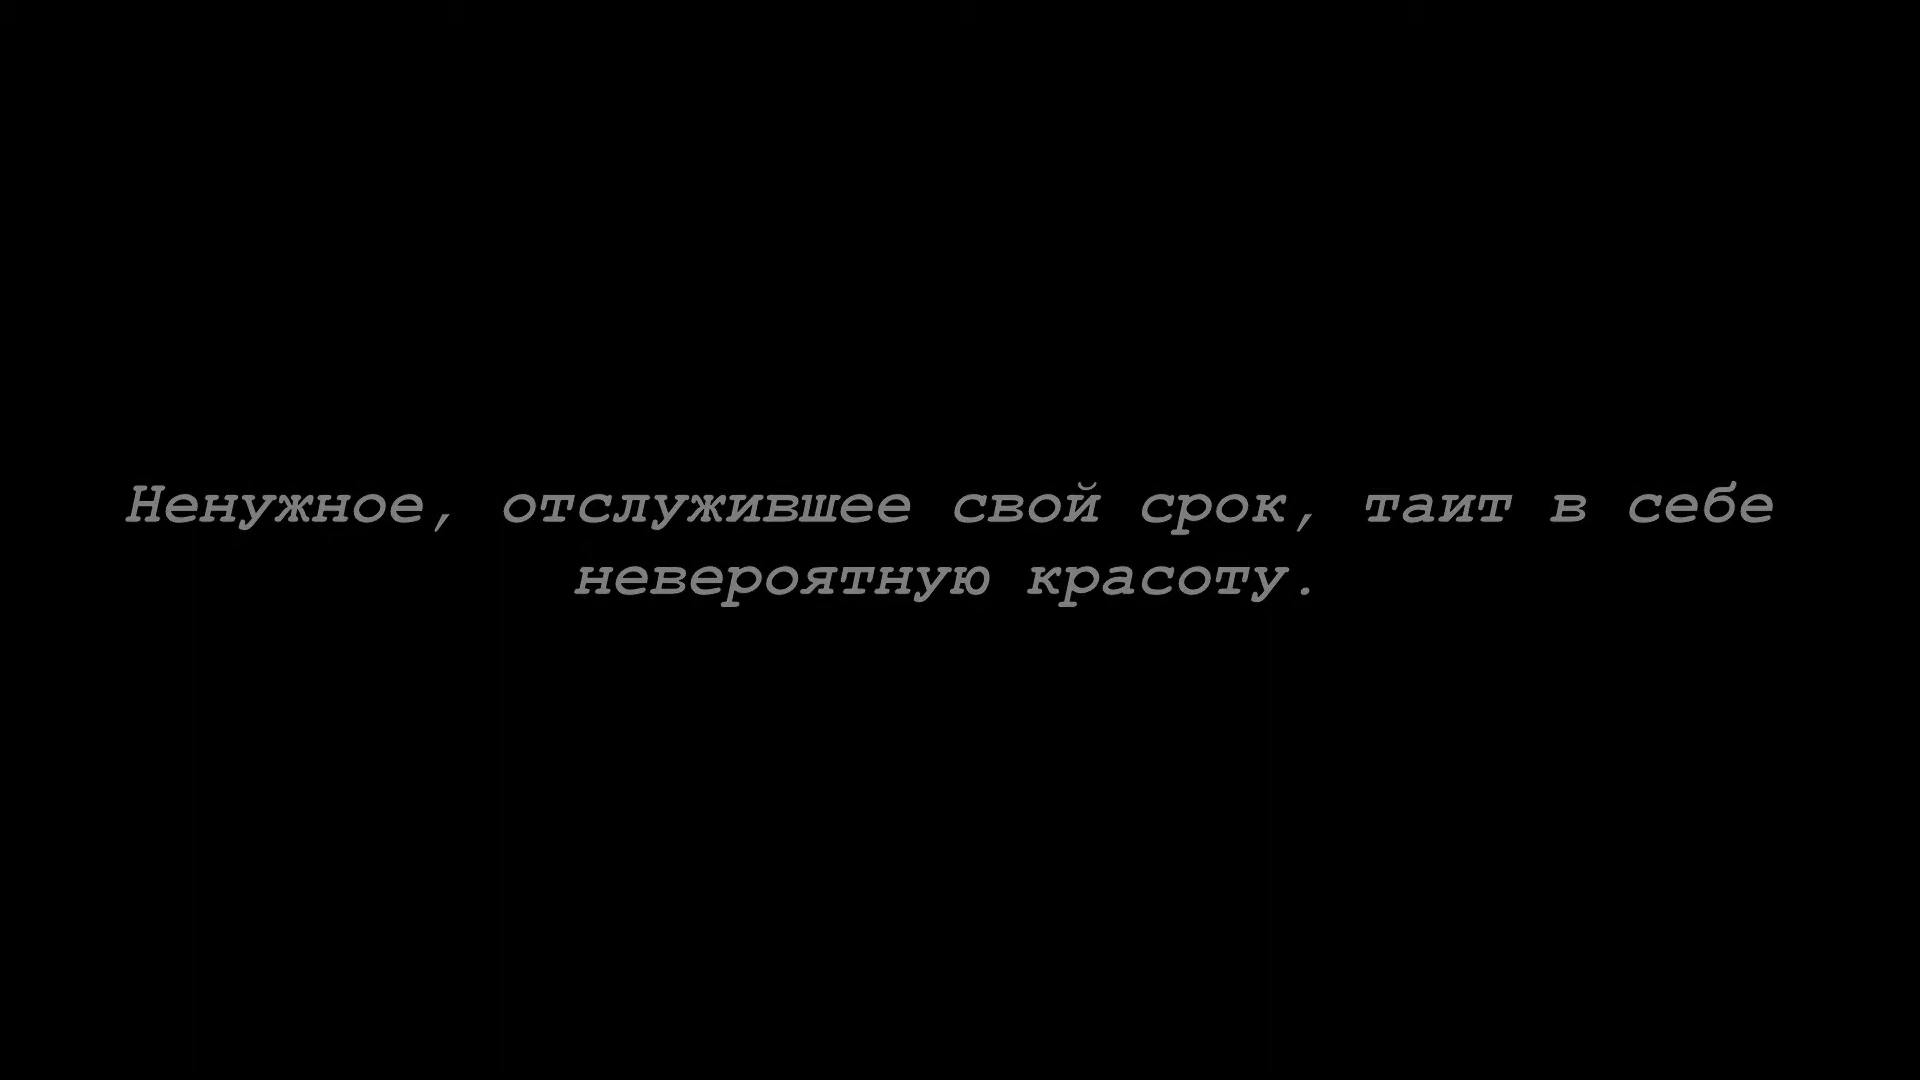 Ненужное, отслужившее свой срок, таит в себе
невероятную красоту.